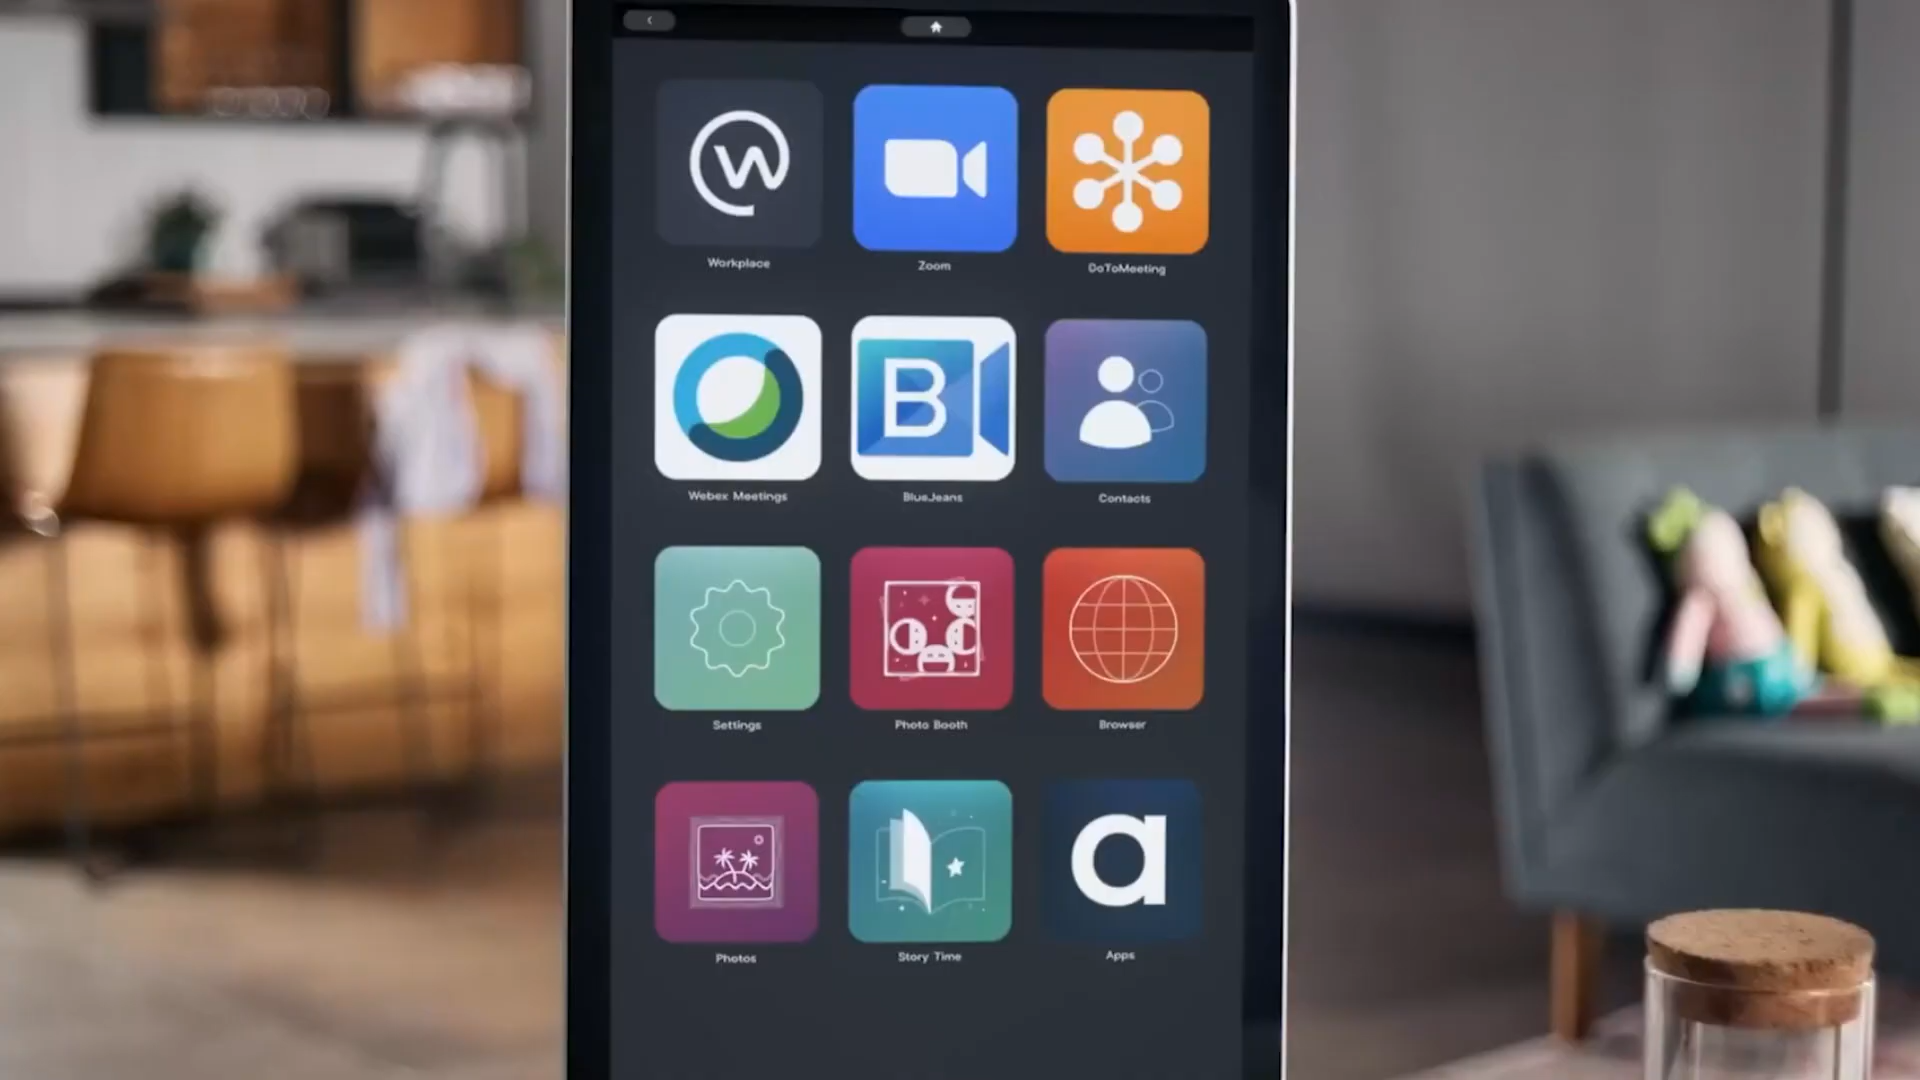 Workplace
Zoom
GoToMeeting
Webex Meetings
B
BlueJeans
Contacts
Settings
Photo Booth
Browser
Photos
Story Time
a
Apps